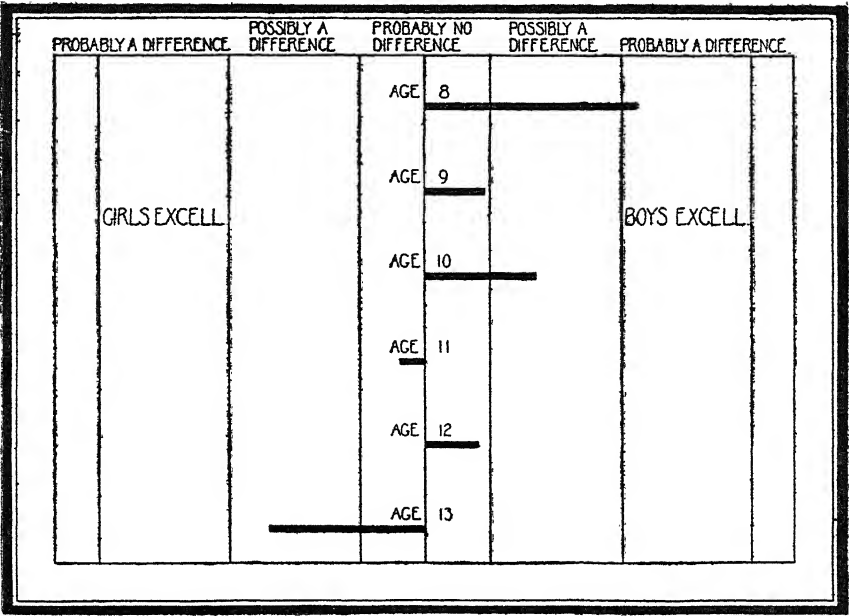 PROBABLY A DIFFERENCE
POSSIBLY A
DIFFERENCE
PROBABLY NO
DIFFERENCE
POSSIBLY A
DIFFERENCE
PROBABLY A DIFFERENCE
AGE 8
AGE 9
GIRLS EXCELL
BOYS EXCELL
AGE 10
AGE 11
AGE 12
AGE 13